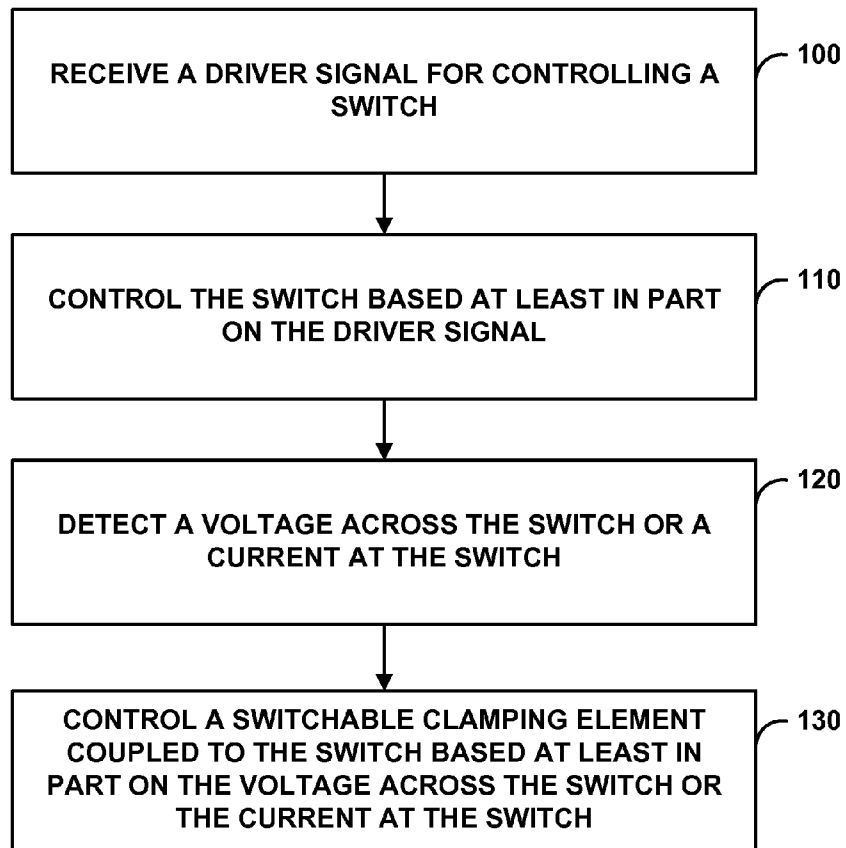 RECEIVE A DRIVER SIGNAL FOR CONTROLLING A
SWITCH
100
CONTROL THE SWITCH BASED AT LEAST IN PART
ON THE DRIVER SIGNAL
110
DETECT A VOLTAGE ACROSS THE SWITCH OR A
CURRENT AT THE SWITCH
120
CONTROL A SWITCHABLE CLAMPING ELEMENT
COUPLED TO THE SWITCH BASED AT LEAST IN
PART ON THE VOLTAGE ACROSS THE SWITCH OR
THE CURRENT AT THE SWITCH
130